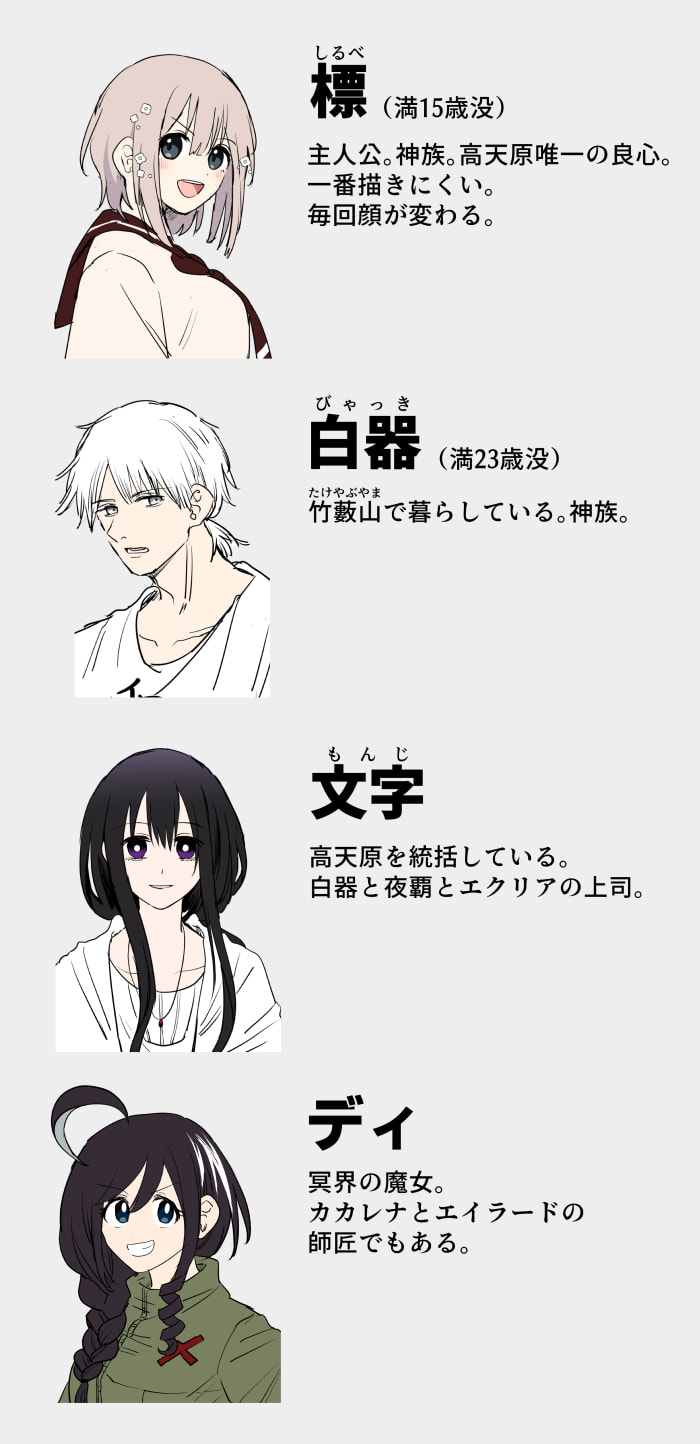 しるべ
標（満15歳没）
主人公。神族。高天原唯一の良心。
一番描きにくい。
毎回顔が変わる。
びゃっき
白器（満23歳没）
たけやぶやま
竹藪山で暮らしている。神族。
もんじ
文字
高天原を統括している。
白器と夜覇とエクリアの上司。
ディ
冥界の魔女。
カカレナとエイラードの
師匠でもある。